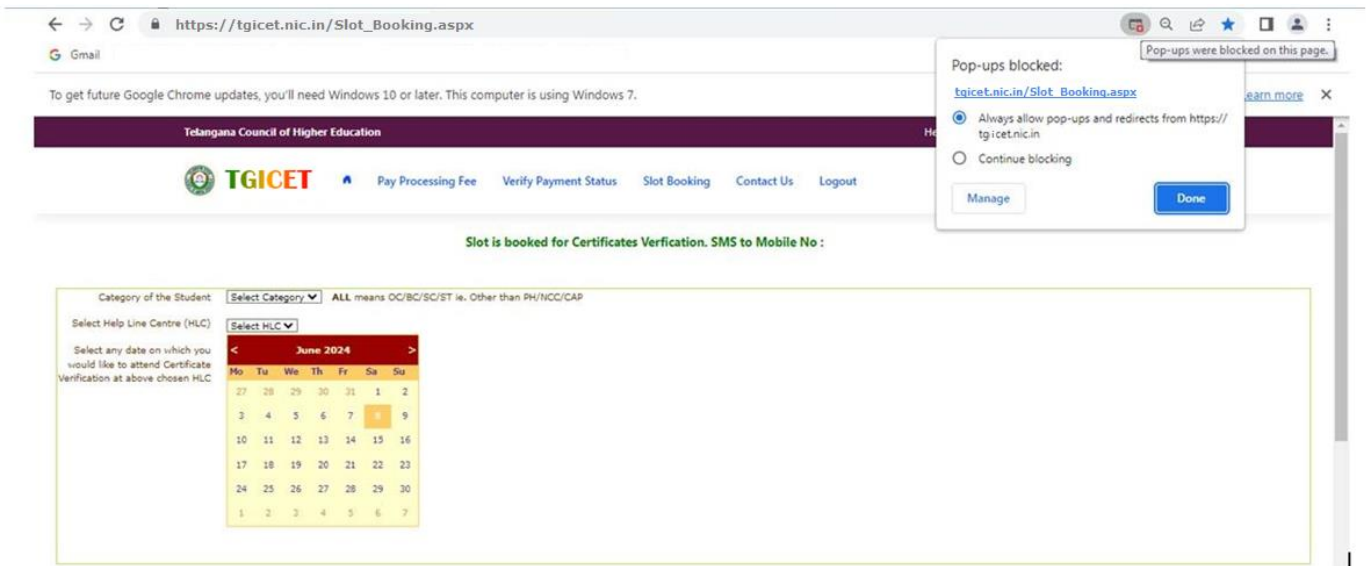 https://tgicet.nic.in/Slot_Booking.aspx
Gmail
Pop-ups were blocked on this page.
To get future Google Chrome updates, you'll need Windows 10 or later. This computer is using Windows 7.
earn more
Pop-ups blocked:
tgicet.nic.in/Slot_Booking.aspx
Always allow pop-ups and redirects from https://
tgicet.nic.in
Continue blocking
Manage
Done
Telangana Council of Higher Education
He
TGICET
Pay Processing Fee
Verify Payment Status
Slot Booking
Contact Us
Logout
Slot is booked for Certificates Verfication. SMS to Mobile No :
Category of the Student
Select Category
ALL means OC/BC/SC/ST ie. Other than PH/NCC/CAP
Select Help Line Centre (HLC)
Select HLC
Select any date on which you
would like to attend Certificate
Verification at above chosen HLC
< June 2024 >
Mo Tu We Th Fr Sa Su
27 28 29 30 31 1 2
3 4 5 6 7 8 9
10 11 12 13 14 15 16
17 18 19 20 21 22 23
24 25 26 27 28 29 30
1 2 3 4 5 6 7